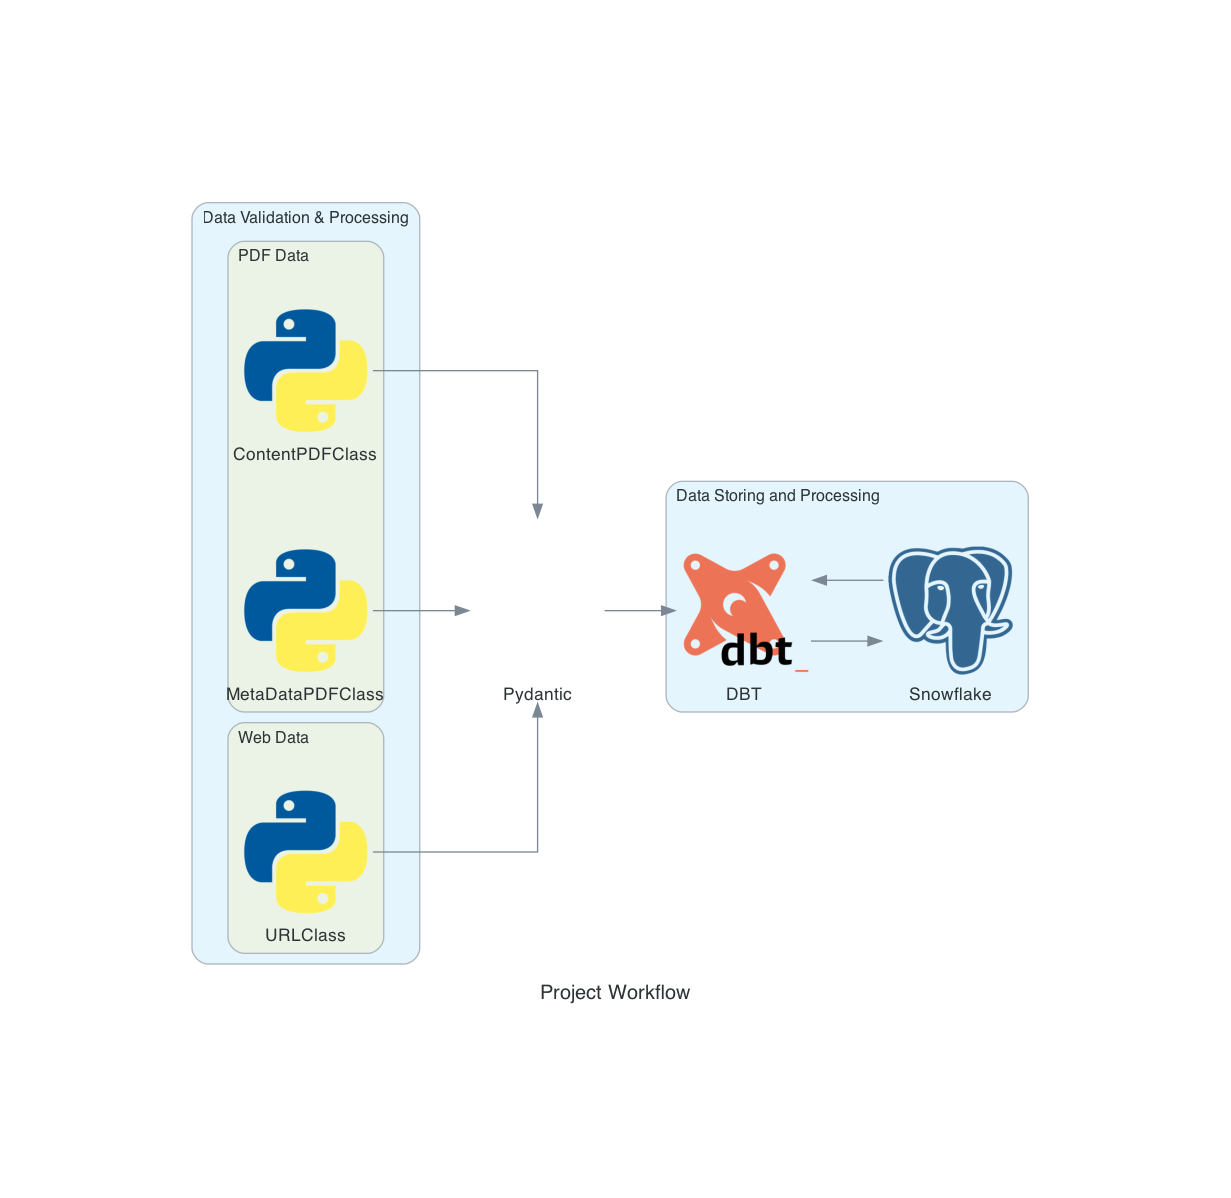 Data Validation & Processing
PDF Data
ContentPDFClass
MetaDataPDFClass
Web Data
URLClass
Pydantic
Data Storing and Processing
dbt_
DBT
Snowflake
Project Workflow